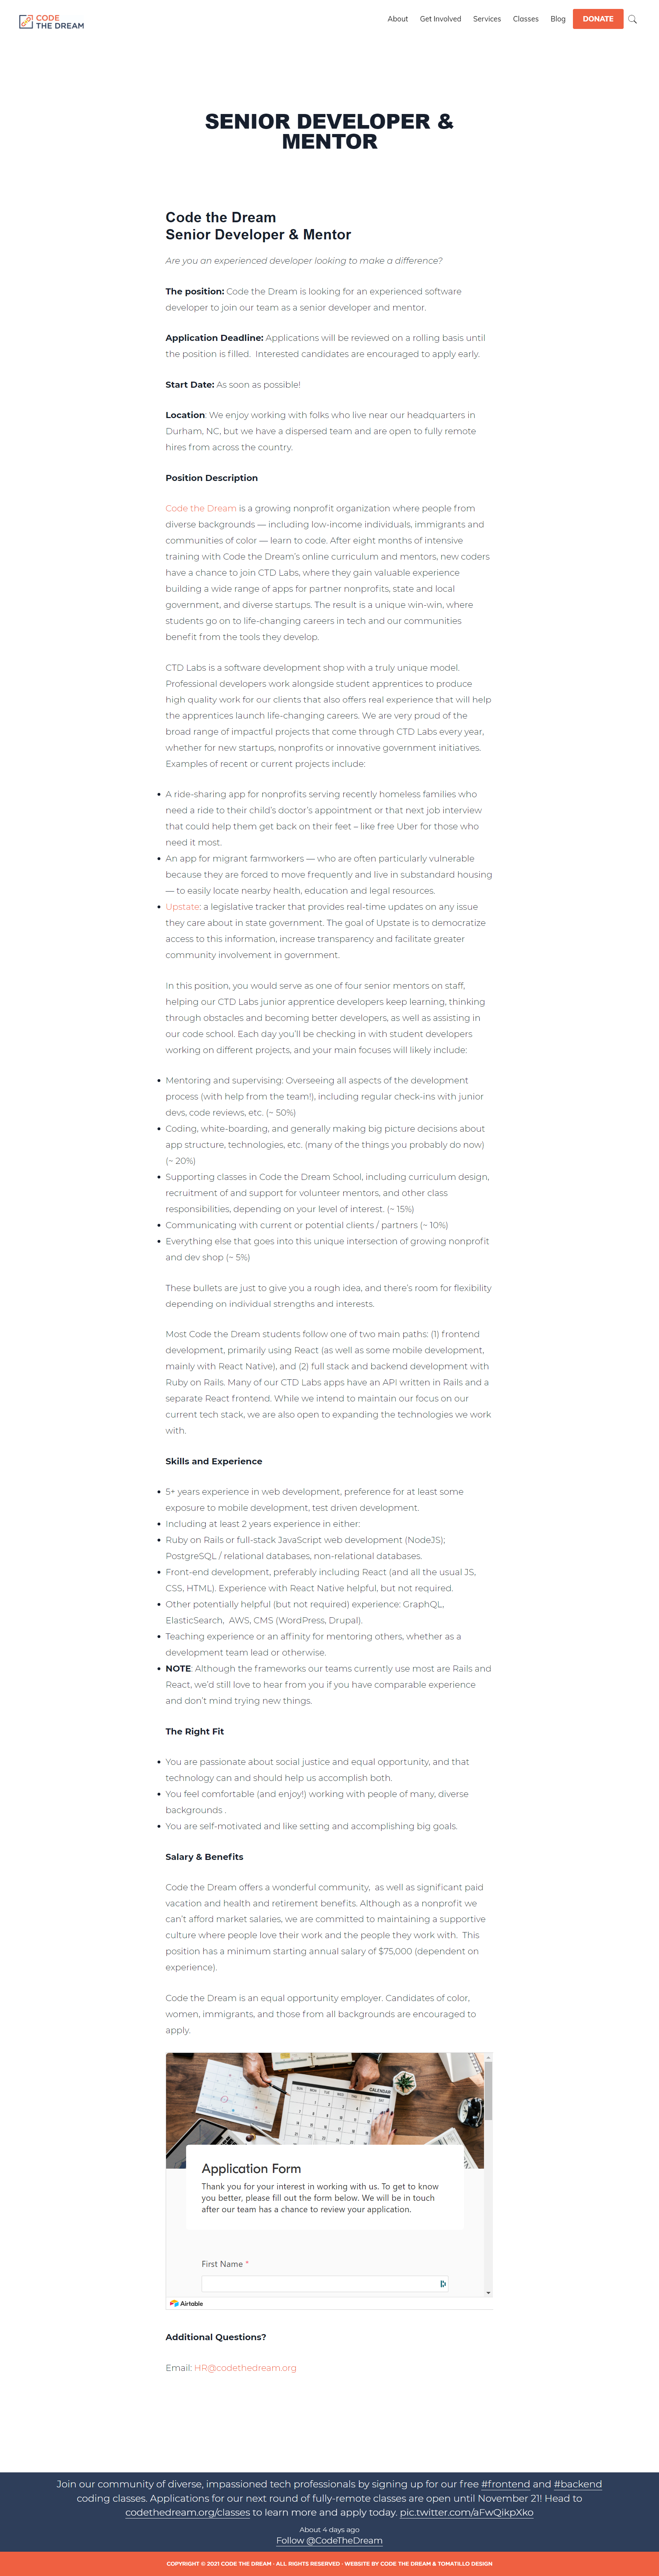 CODE
THE DREAM
About Get Involved Services Classes Blog DONATE
SENIOR DEVELOPER &
MENTOR
Code the Dream
Senior Developer & Mentor
Are you an experienced developer looking to make a difference?
The position: Code the Dream is looking for an experienced software
developer to join our team as a senior developer and mentor.
Application Deadline: Applications will be reviewed on a rolling basis until
the position is filled.  Interested candidates are encouraged to apply early.
Start Date: As soon as possible!
Location: We enjoy working with folks who live near our headquarters in
Durham, NC, but we have a dispersed team and are open to fully remote
hires from across the country.
Position Description
Code the Dream is a growing nonprofit organization where people from
diverse backgrounds — including low-income individuals, immigrants and
communities of color — learn to code. After eight months of intensive
training with Code the Dream's online curriculum and mentors, new coders
have a chance to join CTD Labs, where they gain valuable experience
building a wide range of apps for partner nonprofits, state and local
government, and diverse startups. The result is a unique win-win, where
students go on to life-changing careers in tech and our communities
benefit from the tools they develop.
CTD Labs is a software development shop with a truly unique model.
Professional developers work alongside student apprentices to produce
high quality work for our clients that also offers real experience that will help
the apprentices launch life-changing careers. We are very proud of the
broad range of impactful projects that come through CTD Labs every year,
whether for new startups, nonprofits or innovative government initiatives.
Examples of recent or current projects include:
• A ride-sharing app for nonprofits serving recently homeless families who
need a ride to their child's doctor's appointment or that next job interview
that could help them get back on their feet – like free Uber for those who
need it most.
• An app for migrant farmworkers — who are often particularly vulnerable
because they are forced to move frequently and live in substandard housing
— to easily locate nearby health, education and legal resources.
• Upstate: a legislative tracker that provides real-time updates on any issue
they care about in state government. The goal of Upstate is to democratize
access to this information, increase transparency and facilitate greater
community involvement in government.
In this position, you would serve as one of four senior mentors on staff,
helping our CTD Labs junior apprentice developers keep learning, thinking
through obstacles and becoming better developers, as well as assisting in
our code school. Each day you'll be checking in with student developers
working on different projects, and your main focuses will likely include:
• Mentoring and supervising: Overseeing all aspects of the development
process (with help from the team!), including regular check-ins with junior
devs, code reviews, etc. (~ 50%)
• Coding, white-boarding, and generally making big picture decisions about
app structure, technologies, etc. (many of the things you probably do now)
(~ 20%)
• Supporting classes in Code the Dream School, including curriculum design,
recruitment of and support for volunteer mentors, and other class
responsibilities, depending on your level of interest. (~ 15%)
• Communicating with current or potential clients / partners (~ 10%)
• Everything else that goes into this unique intersection of growing nonprofit
and dev shop (~ 5%)
These bullets are just to give you a rough idea, and there's room for flexibility
depending on individual strengths and interests.
Most Code the Dream students follow one of two main paths: (1) frontend
development, primarily using React (as well as some mobile development,
mainly with React Native), and (2) full stack and backend development with
Ruby on Rails. Many of our CTD Labs apps have an API written in Rails and a
separate React frontend. While we intend to maintain our focus on our
current tech stack, we are also open to expanding the technologies we work
with.
Skills and Experience
• 5+ years experience in web development, preference for at least some
exposure to mobile development, test driven development.
• Including at least 2 years experience in either:
• Ruby on Rails or full-stack JavaScript web development (NodeJS);
PostgreSQL / relational databases, non-relational databases.
• Front-end development, preferably including React (and all the usual JS,
CSS, HTML). Experience with React Native helpful, but not required.
• Other potentially helpful (but not required) experience: GraphQL,
ElasticSearch,  AWS, CMS (WordPress, Drupal).
• Teaching experience or an affinity for mentoring others, whether as a
development team lead or otherwise.
• NOTE: Although the frameworks our teams currently use most are Rails and
React, we'd still love to hear from you if you have comparable experience
and don't mind trying new things.
The Right Fit
• You are passionate about social justice and equal opportunity, and that
technology can and should help us accomplish both.
• You feel comfortable (and enjoy!) working with people of many, diverse
backgrounds .
• You are self-motivated and like setting and accomplishing big goals.
Salary & Benefits
Code the Dream offers a wonderful community,  as well as significant paid
vacation and health and retirement benefits. Although as a nonprofit we
can't afford market salaries, we are committed to maintaining a supportive
culture where people love their work and the people they work with.  This
position has a minimum starting annual salary of $75,000 (dependent on
experience).
Code the Dream is an equal opportunity employer. Candidates of color,
women, immigrants, and those from all backgrounds are encouraged to
apply.
CALENDAR
Application Form
Thank you for your interest in working with us. To get to know
you better, please fill out the form below. We will be in touch
after our team has a chance to review your application.
First Name *
Airtable
Additional Questions?
Email: HR@codethedream.org
Join our community of diverse, impassioned tech professionals by signing up for our free #frontend and #backend
coding classes. Applications for our next round of fully-remote classes are open until November 21! Head to
codethedream.org/classes to learn more and apply today. pic.twitter.com/aFwQikpXko
About 4 days ago
Follow @CodeTheDream
COPYRIGHT © 2021 CODE THE DREAM · ALL RIGHTS RESERVED · WEBSITE BY CODE THE DREAM & TOMATILLO DESIGN